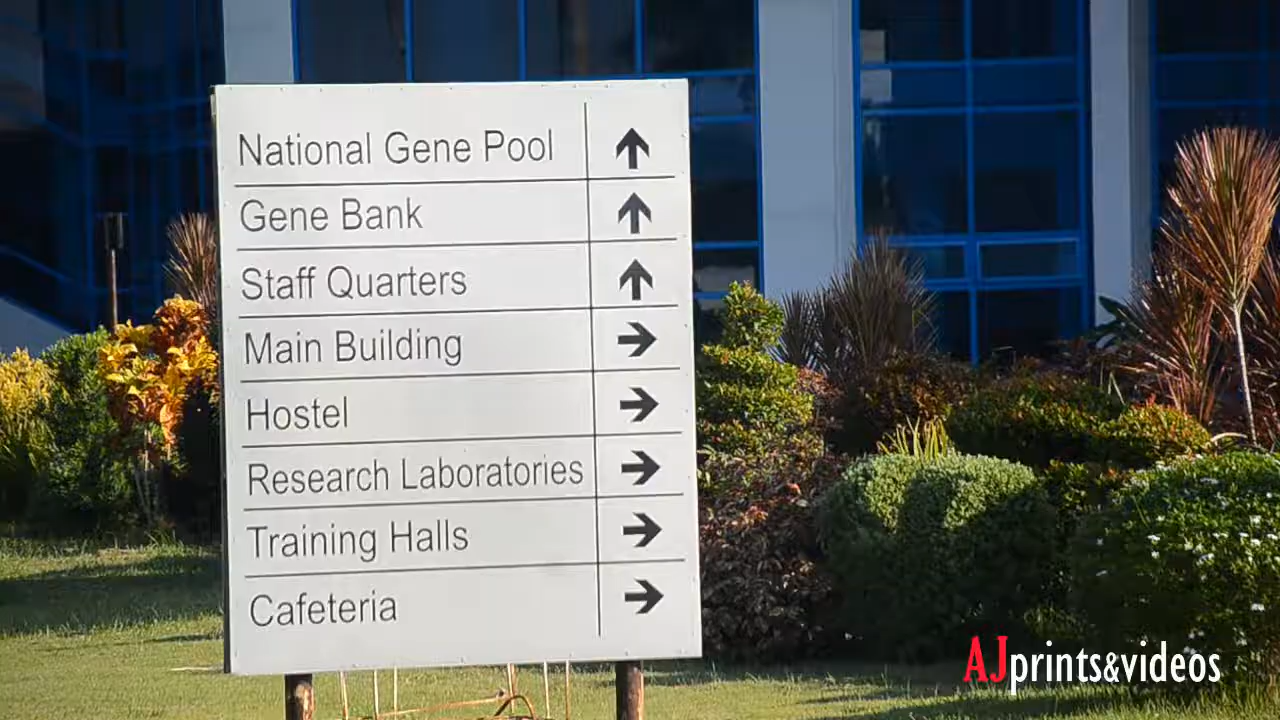 National Gene Pool ↑
Gene Bank ↑
Staff Quarters ↑
Main Building →
Hostel →
Research Laboratories →
Training Halls →
Cafeteria →
AJprints&videos